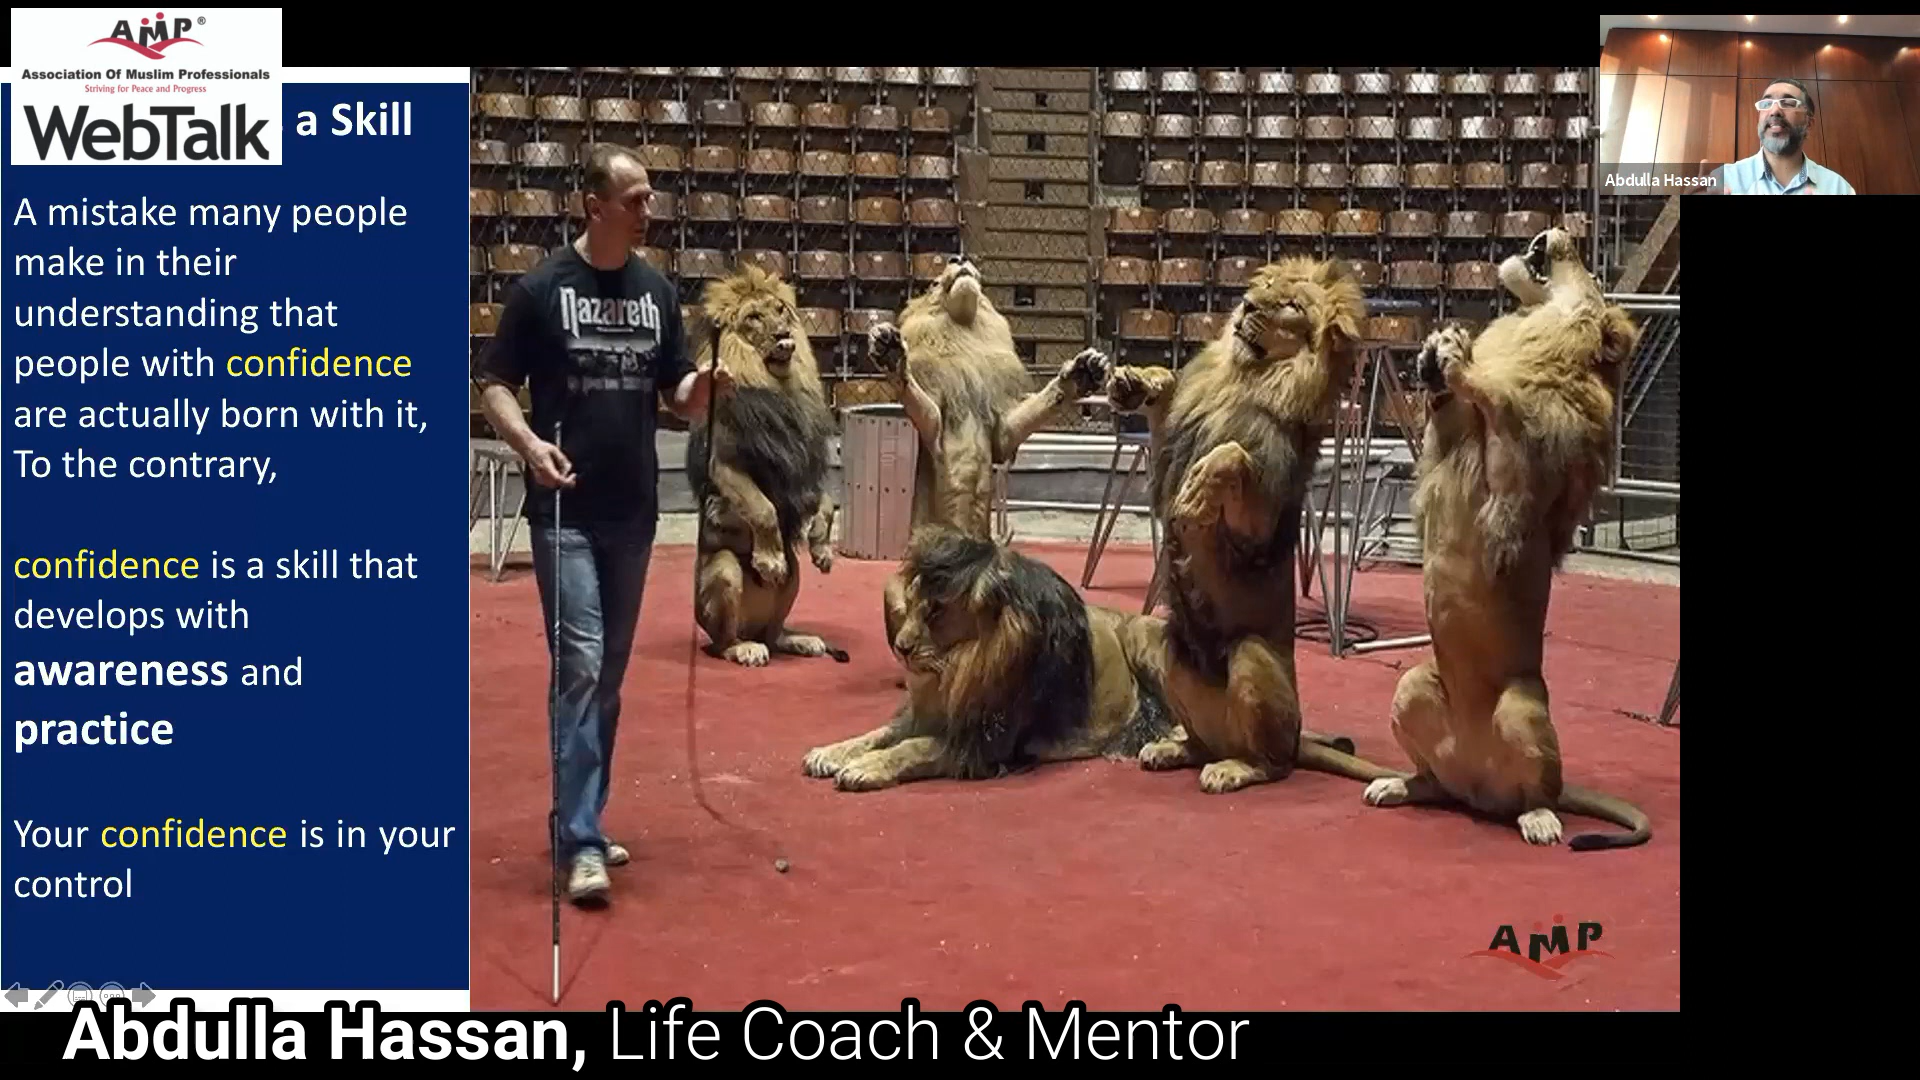 AMP®
Association Of Muslim Professionals
Striving for Peace and Progress
WebTalk
a Skill
A mistake many people
make in their
understanding that
people with confidence
are actually born with it,
To the contrary,
confidence is a skill that
develops with
awareness and
practice
Your confidence is in your
control
Nazareth
AMP
Abdulla Hassan
Abdulla Hassan, Life Coach & Mentor